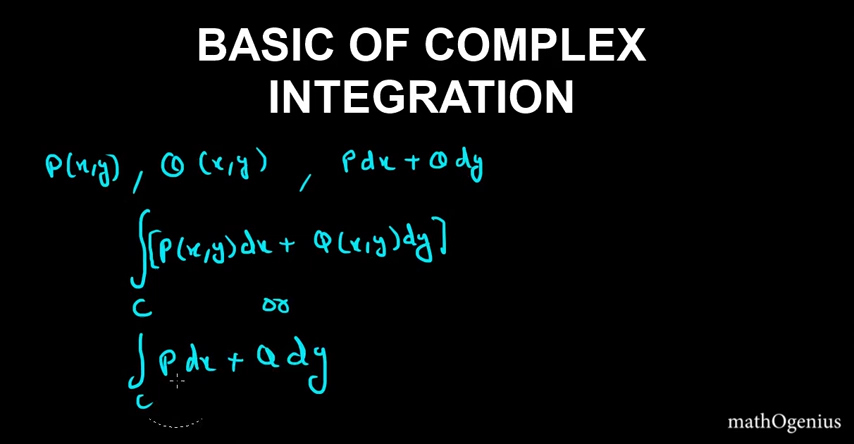 BASIC OF COMPLEX
INTEGRATION
P(x,y), Q(x,y), Pdx + Qdy
∫[P(x,y)dx + Q(x,y)dy]
C or
∫Pdx + Qdy
C
mathOgenius